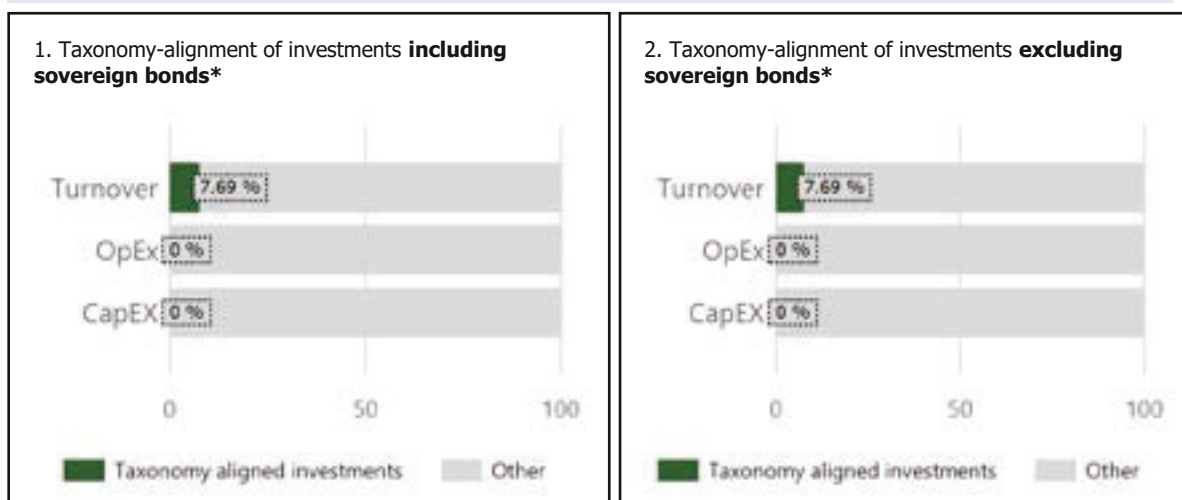 1. Taxonomy-alignment of investments including
sovereign bonds*
Turnover 7.69 %
OpEx 0 %
CapEX 0 %
0 50 100
Taxonomy aligned investments Other
2. Taxonomy-alignment of investments excluding
sovereign bonds*
Turnover 7.69 %
OpEx 0 %
CapEX 0 %
0 50 100
Taxonomy aligned investments Other